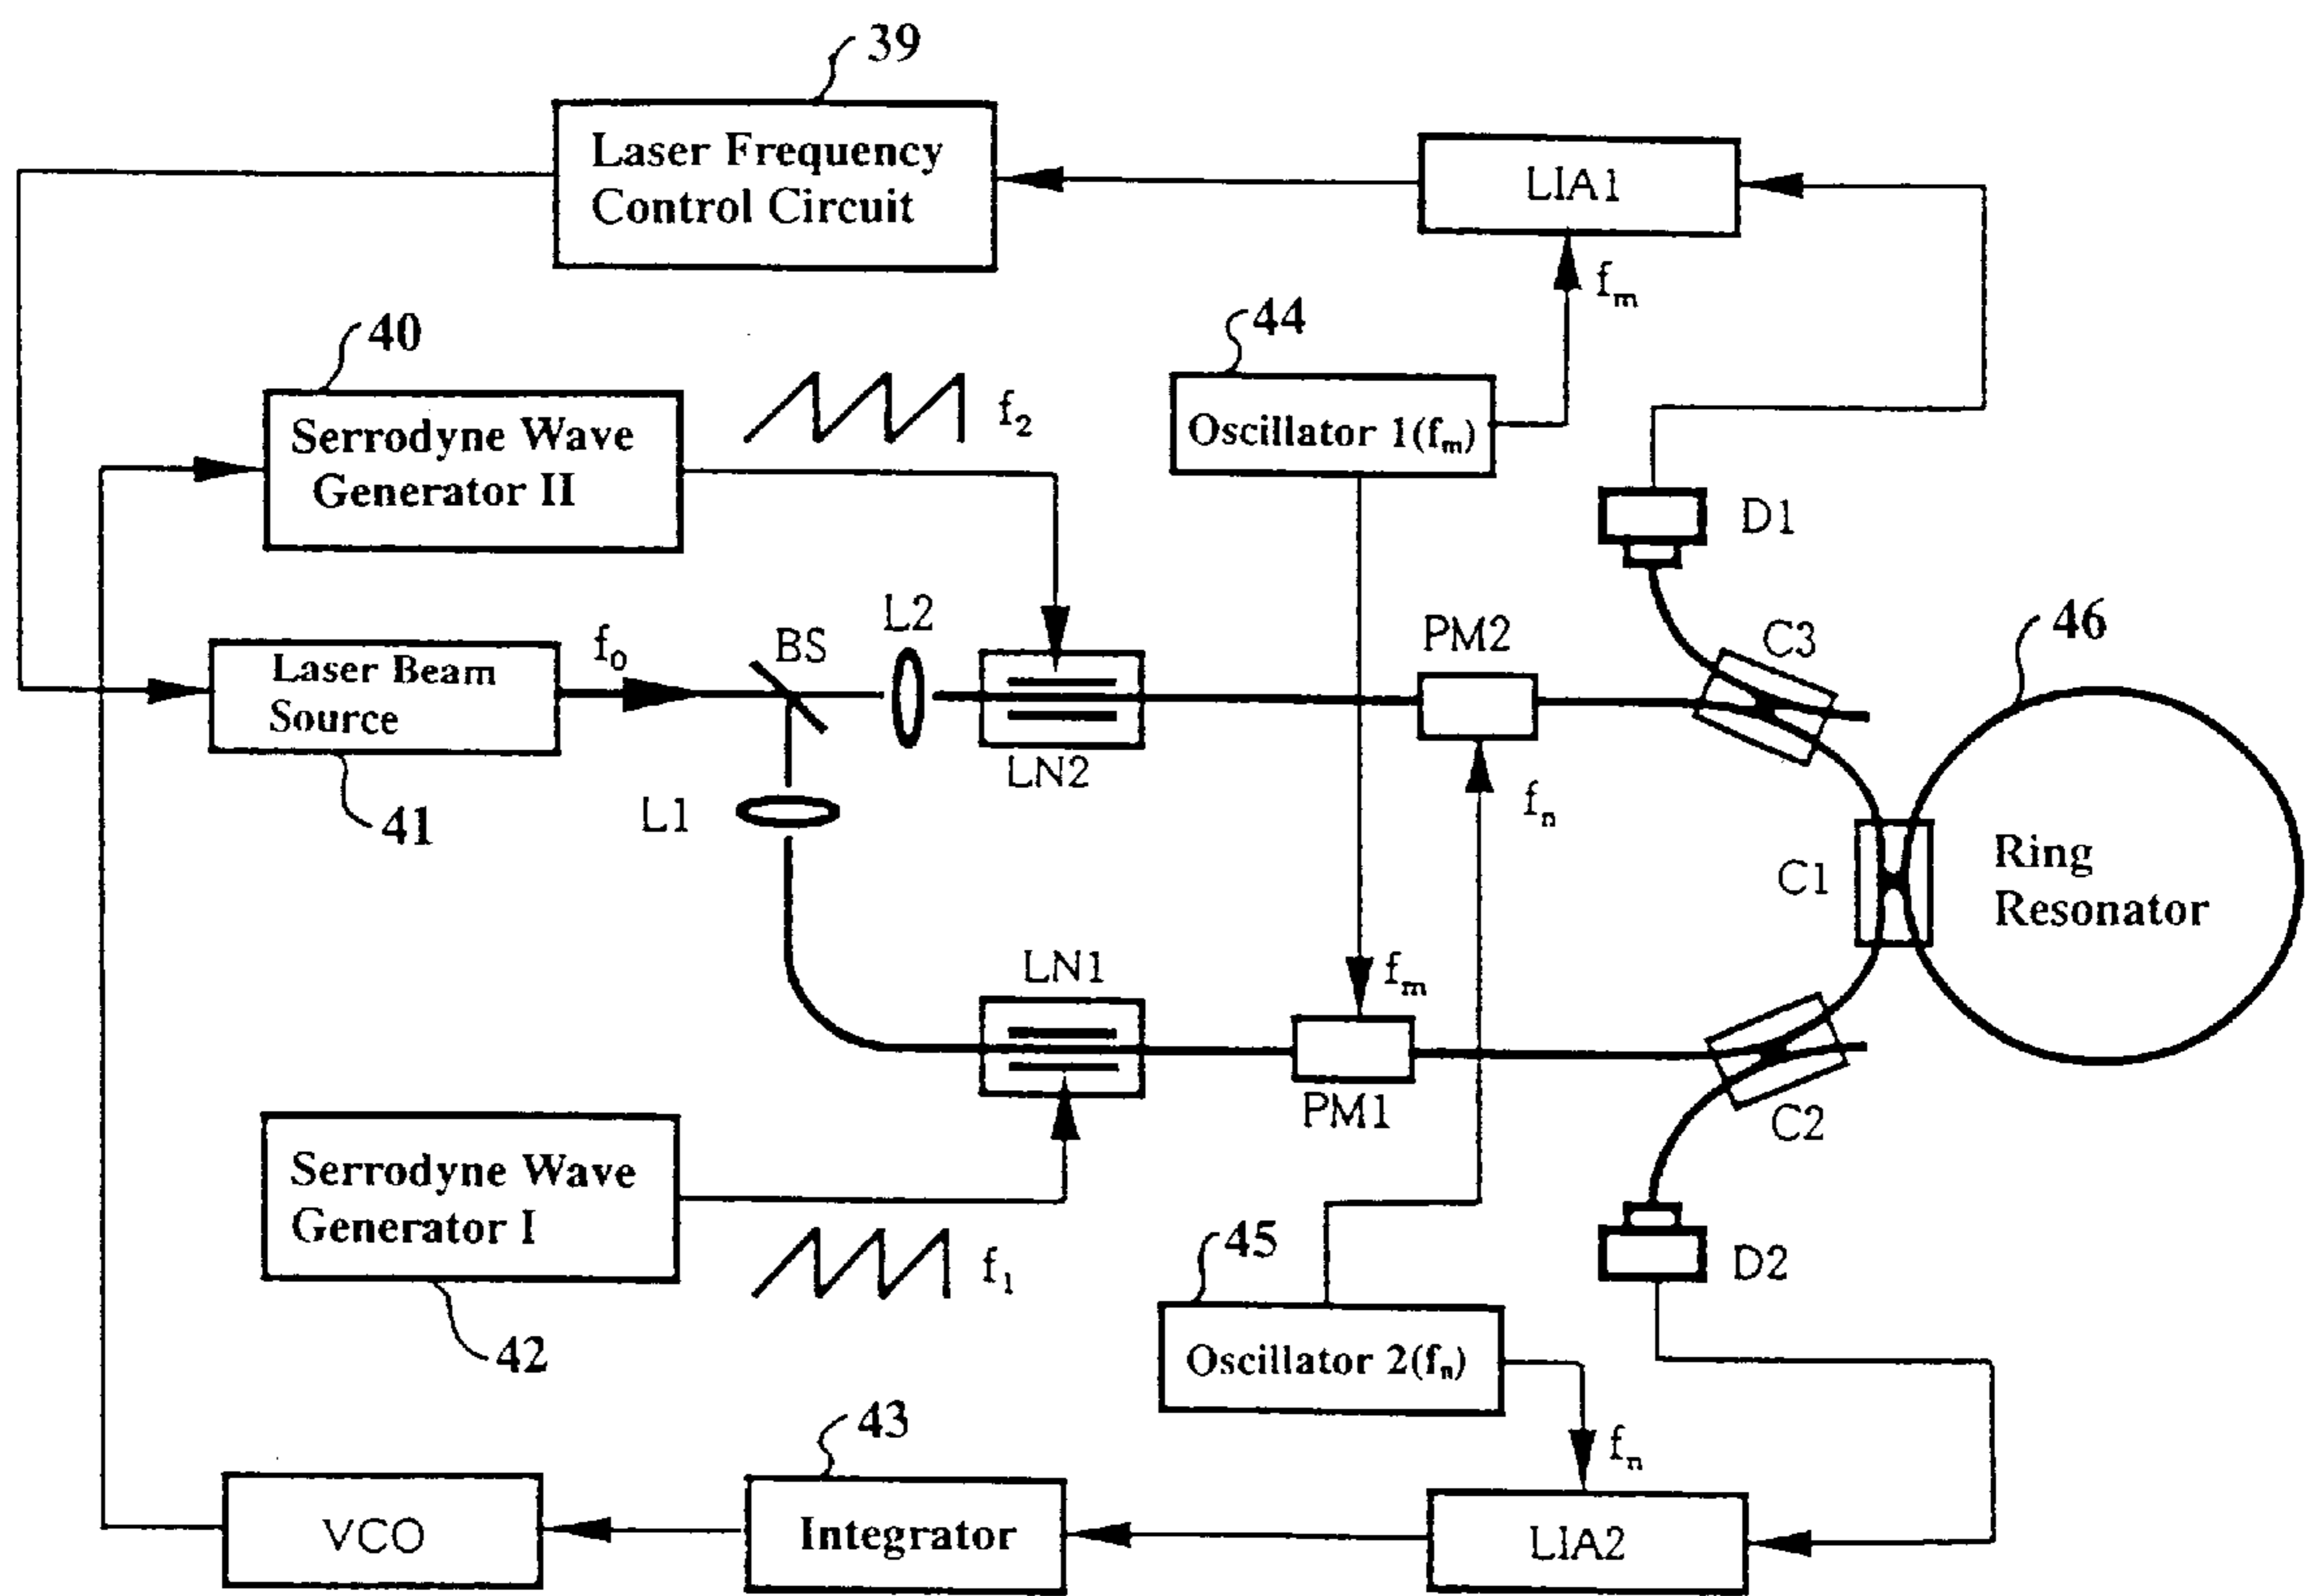 39
Laser Frequency
Control Circuit
LIA1
f_m
40
44
Serrodyne Wave
Generator II
f_2
Oscillator 1(f_m)
D1
L2
PM2
C3
46
Laser Beam
Source
f_0
BS
LN2
41
L1
f_n
C1
Ring
Resonator
LN1
f_m
PM1
C2
Serrodyne Wave
Generator I
f_1
45
D2
42
Oscillator 2(f_n)
43
f_n
VCO
Integrator
LIA2